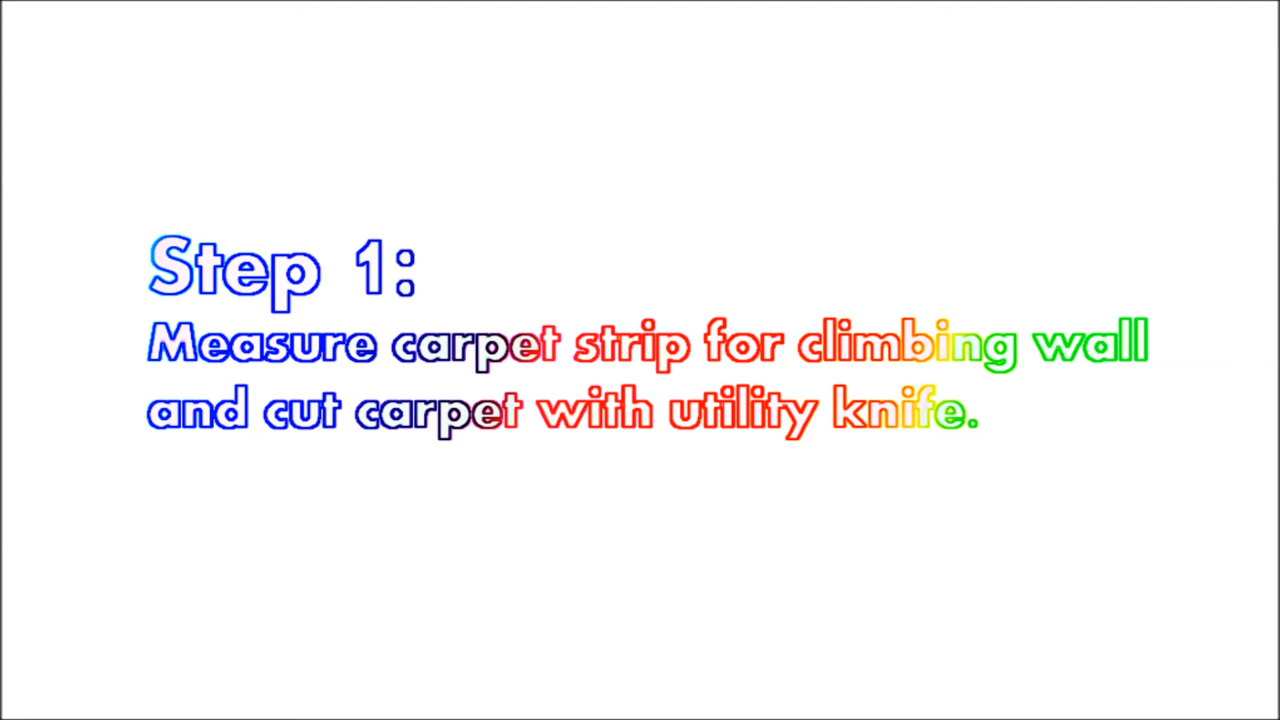 Step 1:
Measure carpet strip for climbing wall
and cut carpet with utility knife.